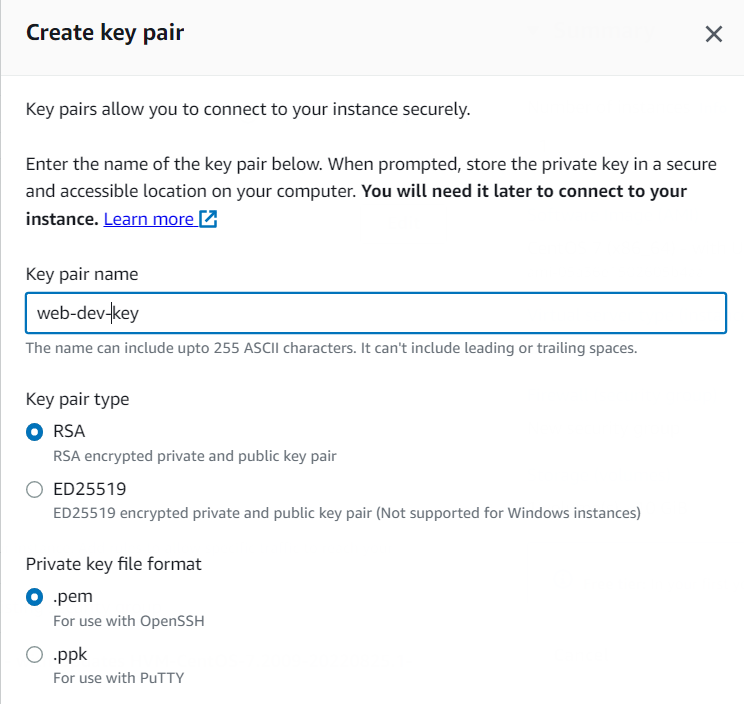 Create key pair
Key pairs allow you to connect to your instance securely.
Enter the name of the key pair below. When prompted, store the private key in a secure
and accessible location on your computer. You will need it later to connect to your
instance. Learn more
Key pair name
web-dev-key
The name can include upto 255 ASCII characters. It can't include leading or trailing spaces.
Key pair type
RSA
RSA encrypted private and public key pair
ED25519
ED25519 encrypted private and public key pair (Not supported for Windows instances)
Private key file format
.pem
For use with OpenSSH
.ppk
For use with PuTTY